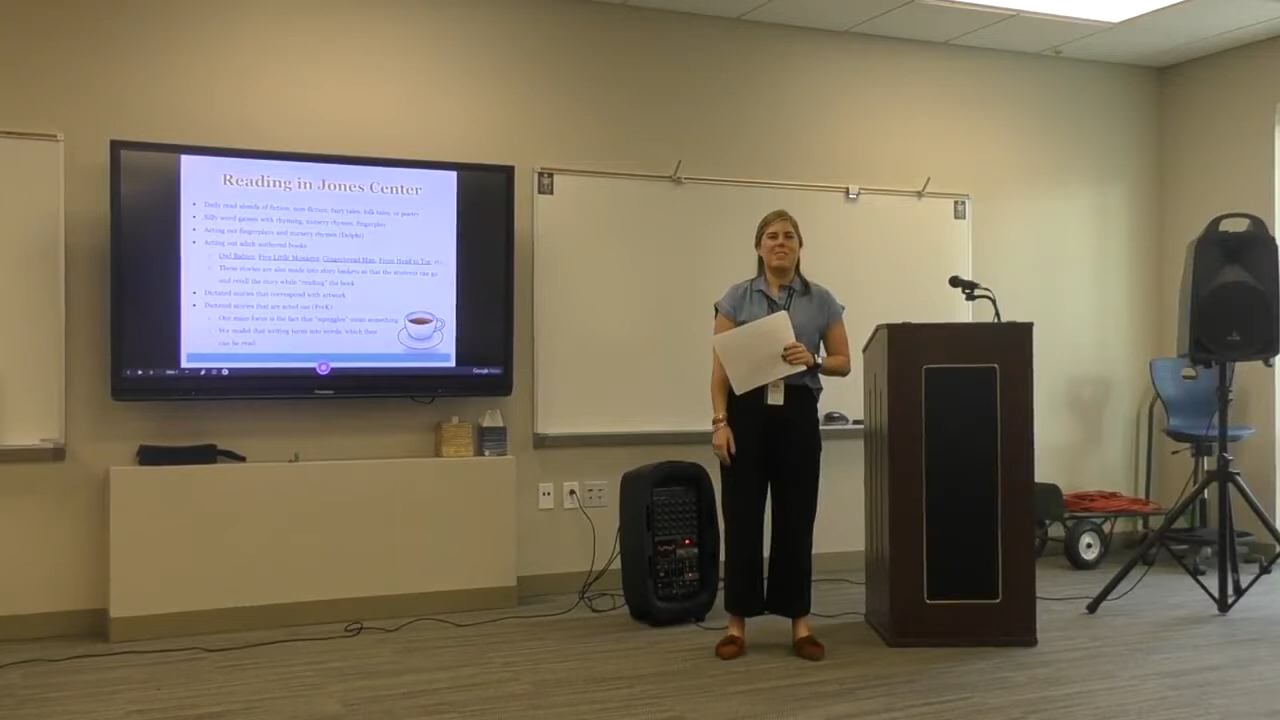 Reading in Jones Center
• Daily read alouds of fiction, non-fiction, fairy tales, folk tales, or poetry
• Silly word games with rhyming, nursery rhymes, fingerplay
• Acting out fingerplays and nursery rhymes (Delphi)
• Acting out adult authored books
○ Owl Babies, Five Little Monkeys, Gingerbread Man, From Head to Toe, etc.
○ These stories are also made into story baskets so that the students can go
and retell the story while "reading" the book
• Dictated stories that correspond with artwork
• Dictated stories that are acted out (PreK)
○ Our main focus is the fact that "squiggles" mean something
○ We model that writing turns into words, which then
can be read
Google Slides